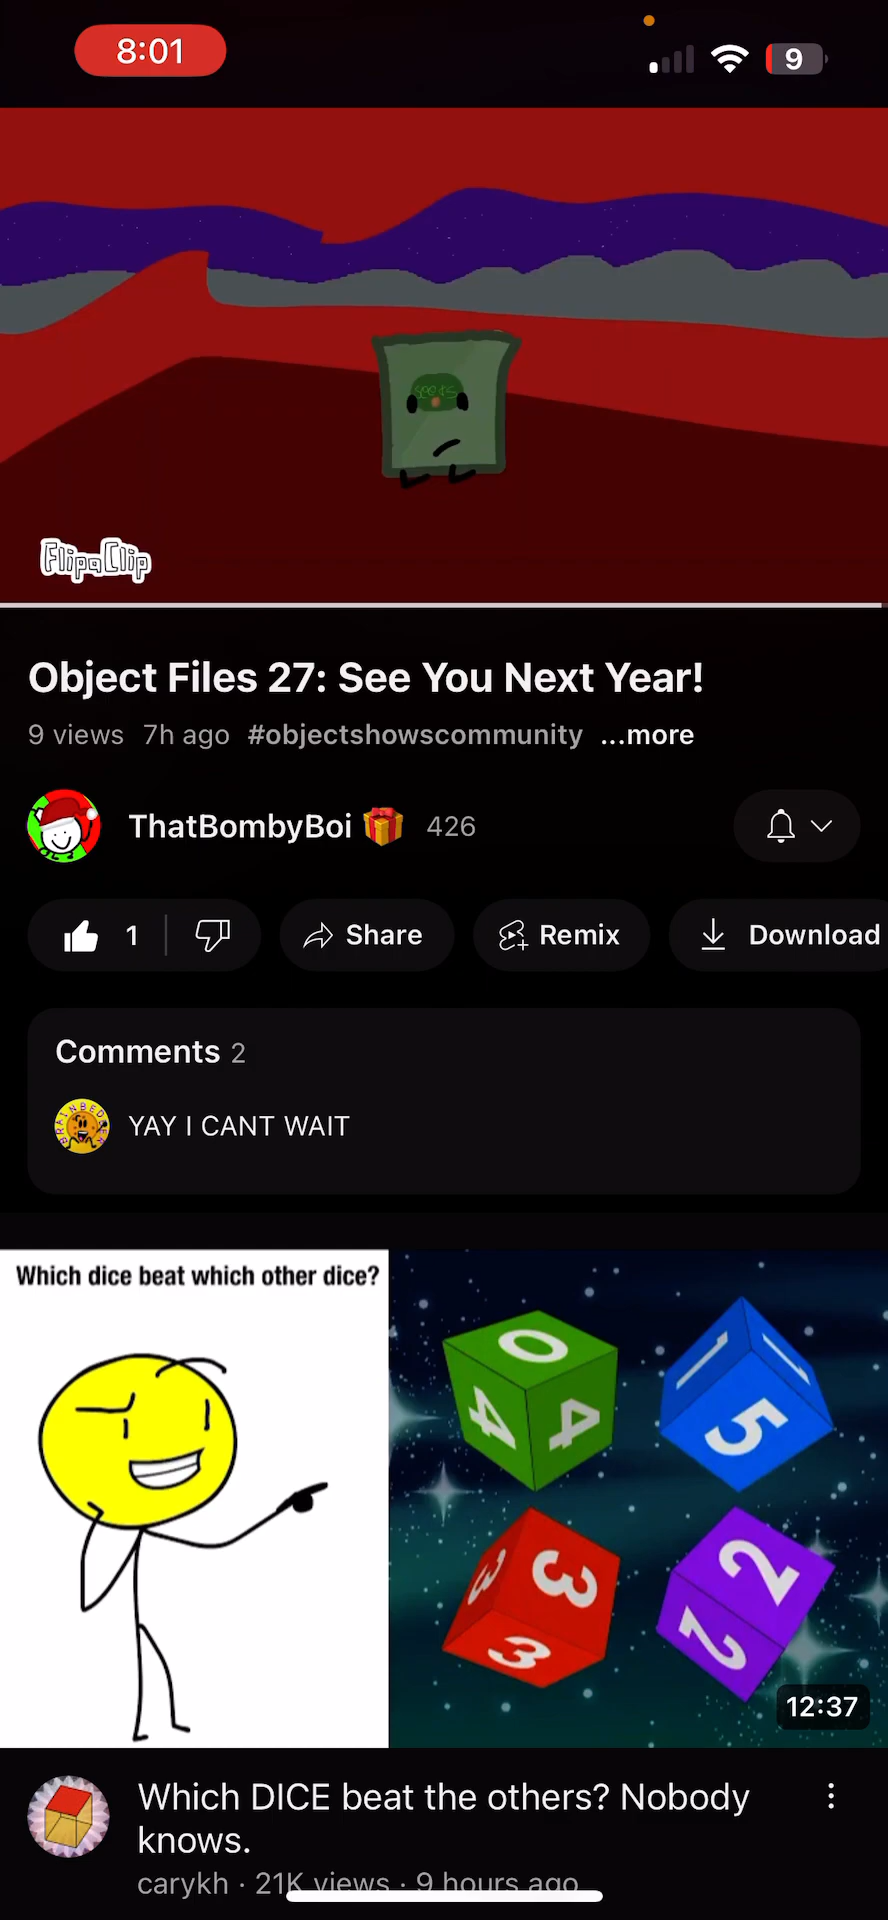 8:01
9
seeds
FlipaClip
Object Files 27: See You Next Year!
9 views 7h ago #objectshowscommunity ...more
ThatBombyBoi 🎁 426
1 Share Remix Download
Comments 2
BRAINBEDDER
YAY I CANT WAIT
Which dice beat which other dice?
0
4 4
1 1
5
3 3
3
2
2
12:37
Which DICE beat the others? Nobody
knows.
carykh · 21K views · 9 hours ago